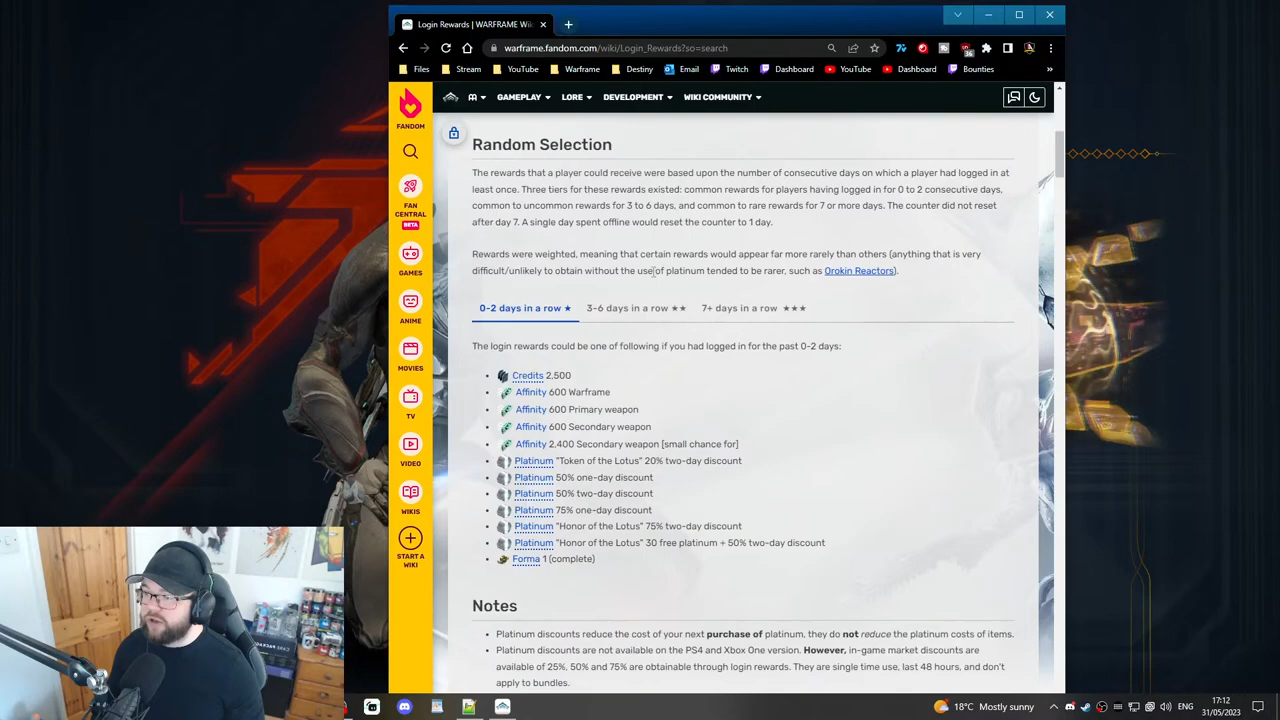 Login Rewards | WARFRAME Wi
warframe.fandom.com/wiki/Login_Rewards?so=search
36
Files Stream YouTube Warframe Destiny Email Twitch Dashboard YouTube Dashboard Bounties »
GAMEPLAY LORE DEVELOPMENT WIKI COMMUNITY
FANDOM
FAN CENTRAL
BETA
GAMES
ANIME
MOVIES
TV
VIDEO
WIKIS
START A WIKI
Random Selection
The rewards that a player could receive were based upon the number of consecutive days on which a player had logged in at
least once. Three tiers for these rewards existed: common rewards for players having logged in for 0 to 2 consecutive days,
common to uncommon rewards for 3 to 6 days, and common to rare rewards for 7 or more days. The counter did not reset
after day 7. A single day spent offline would reset the counter to 1 day.
Rewards were weighted, meaning that certain rewards would appear far more rarely than others (anything that is very
difficult/unlikely to obtain without the use of platinum tended to be rarer, such as Orokin Reactors).
0-2 days in a row ★ 3-6 days in a row ★★ 7+ days in a row ★★★
The login rewards could be one of following if you had logged in for the past 0-2 days:
• Credits 2,500
• Affinity 600 Warframe
• Affinity 600 Primary weapon
• Affinity 600 Secondary weapon
• Affinity 2,400 Secondary weapon [small chance for]
• Platinum "Token of the Lotus" 20% two-day discount
• Platinum 50% one-day discount
• Platinum 50% two-day discount
• Platinum 75% one-day discount
• Platinum "Honor of the Lotus" 75% two-day discount
• Platinum "Honor of the Lotus" 30 free platinum + 50% two-day discount
• Forma 1 (complete)
Notes
• Platinum discounts reduce the cost of your next purchase of platinum, they do not reduce the platinum costs of items.
• Platinum discounts are not available on the PS4 and Xbox One version. However, in-game market discounts are
available of 25%, 50% and 75% are obtainable through login rewards. They are single time use, last 48 hours, and don't
apply to bundles.
18°C Mostly sunny
ENG
17:12
31/05/2023